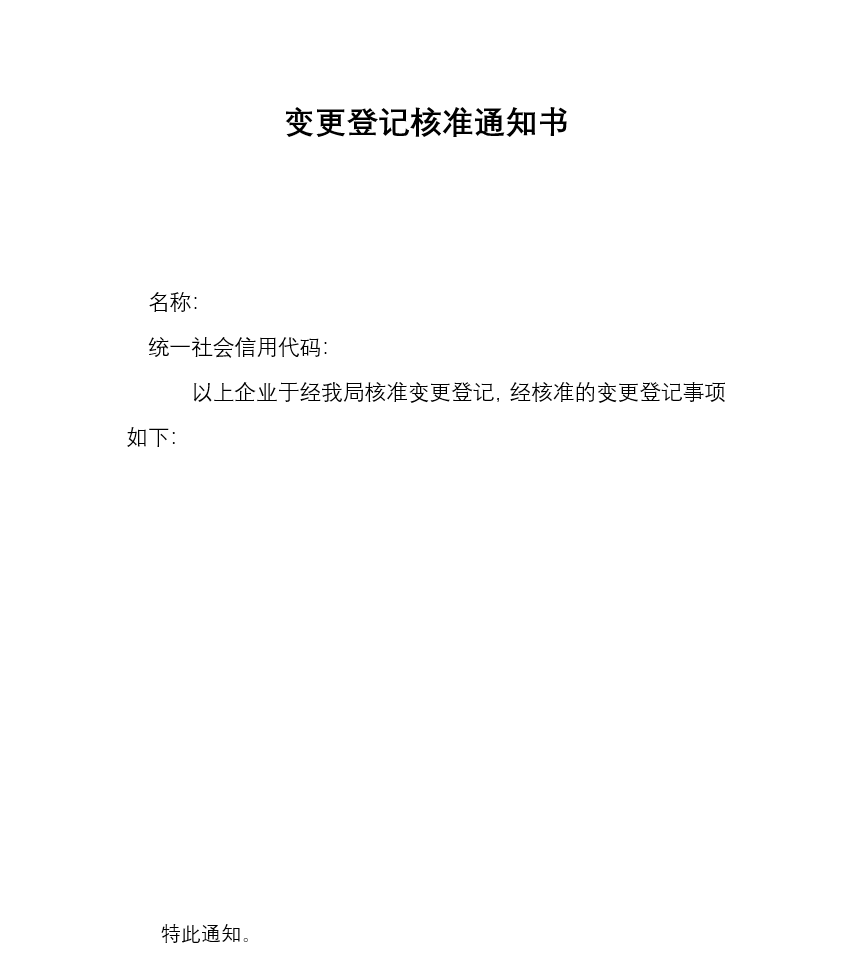 变更登记核准通知书
名称：
统一社会信用代码：
以上企业于经我局核准变更登记，经核准的变更登记事项
如下：
特此通知。